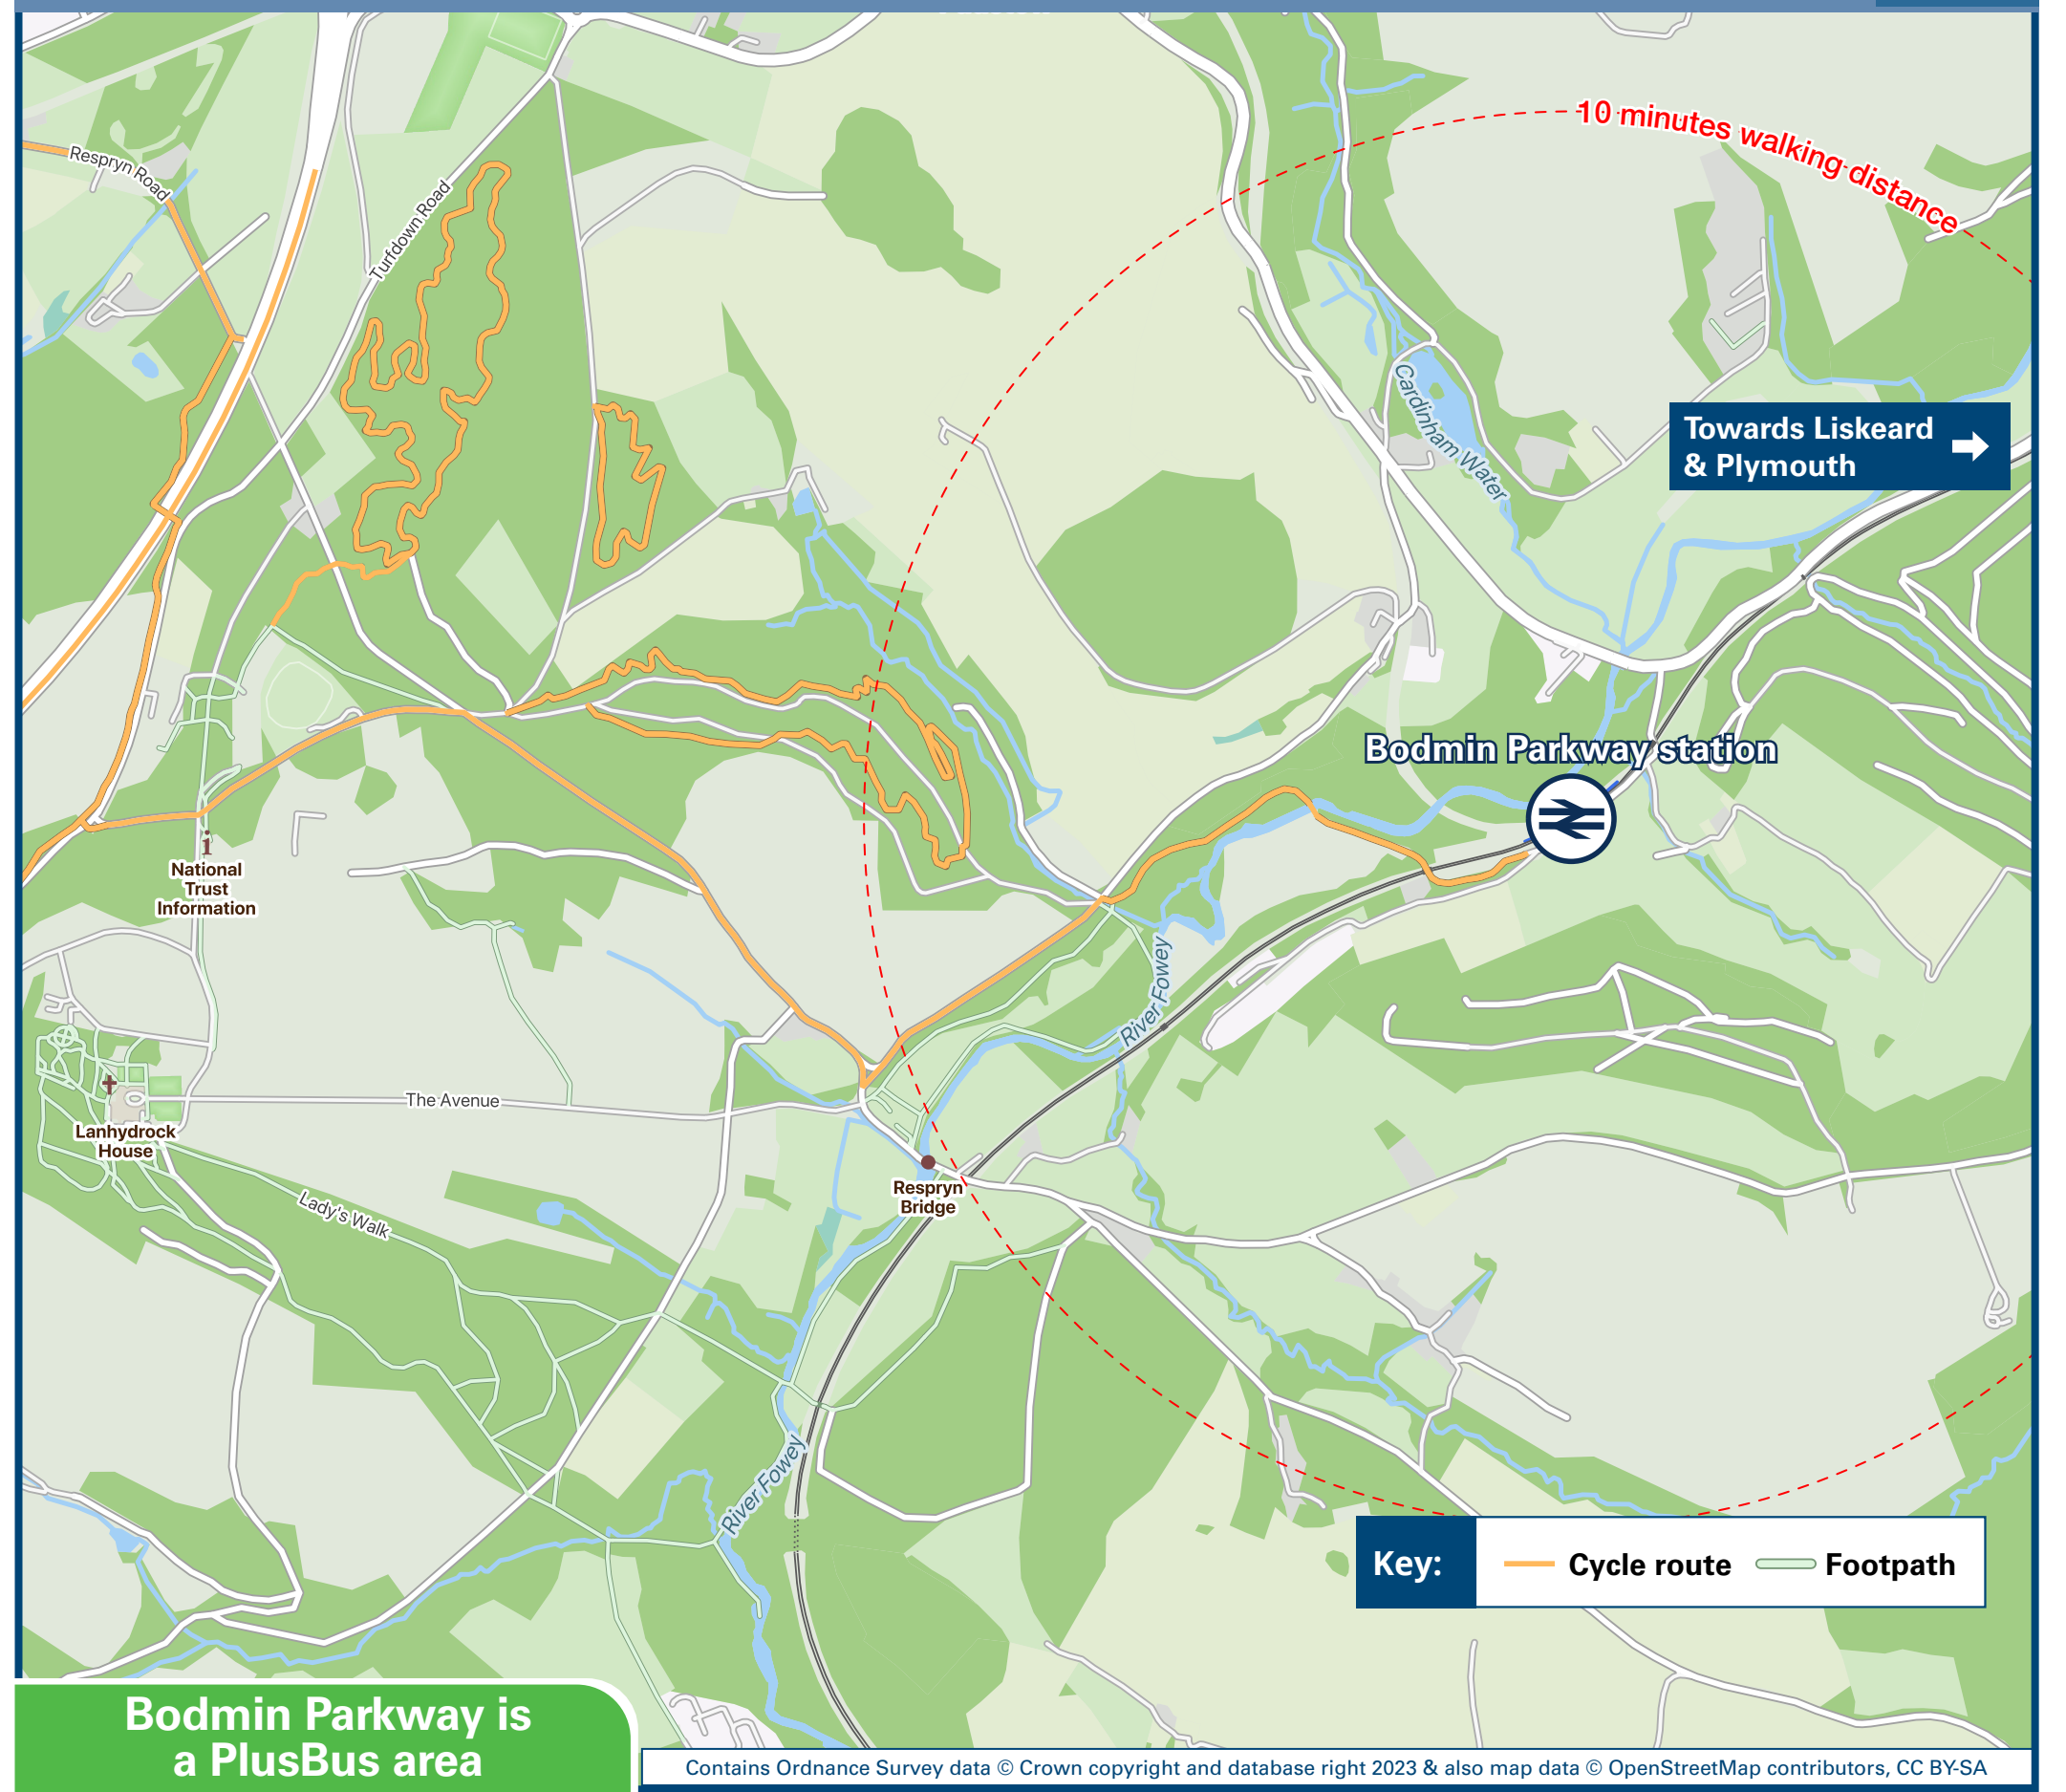 10 minutes walking distance
Respryn Road
Turfdown Road
Cardinham Water
Towards Liskeard
& Plymouth
Bodmin Parkway station
National
Trust
Information
River Fowey
The Avenue
Lanhydrock
House
Respryn
Bridge
Lady's Walk
River Fowey
Key:
Cycle route
Footpath
Bodmin Parkway is
a PlusBus area
Contains Ordnance Survey data © Crown copyright and database right 2023 & also map data © OpenStreetMap contributors, CC BY-SA